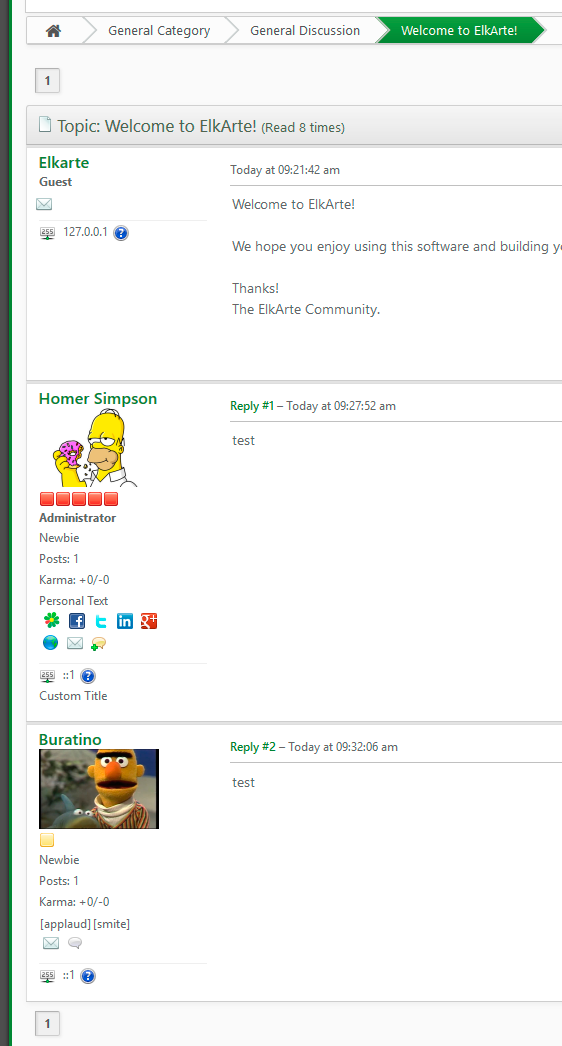 General Category
General Discussion
Welcome to ElkArte!
1
Topic: Welcome to ElkArte! (Read 8 times)
Elkarte
Guest
Today at 09:21:42 am
Welcome to ElkArte!
127.0.0.1
We hope you enjoy using this software and building
Thanks!
The ElkArte Community.
Homer Simpson
Reply #1 – Today at 09:27:52 am
test
Administrator
Newbie
Posts: 1
Karma: +0/-0
Personal Text
::1
Custom Title
Buratino
Reply #2 – Today at 09:32:06 am
test
Newbie
Posts: 1
Karma: +0/-0
[applaud] [smite]
::1
1